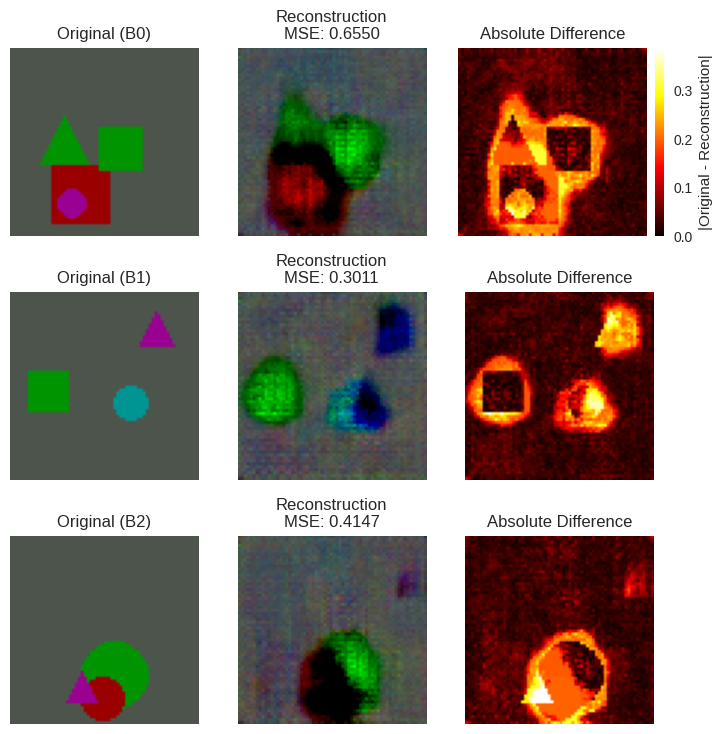 Original (B0)
Reconstruction
MSE: 0.6550
Absolute Difference
0.3
0.2
0.1
0.0
|Original - Reconstruction|
Original (B1)
Reconstruction
MSE: 0.3011
Absolute Difference
Original (B2)
Reconstruction
MSE: 0.4147
Absolute Difference